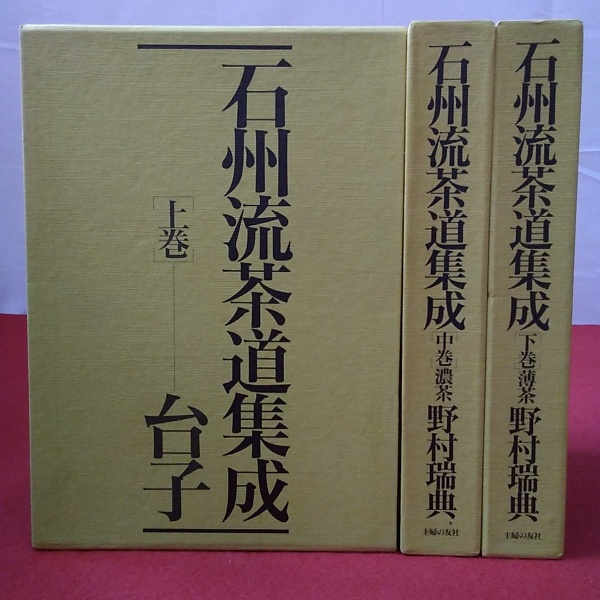 石州流茶道集成
［上巻］
台子
石州流茶道集成
［中巻］濃茶
野村瑞典
主婦の友社
石州流茶道集成
［下巻］薄茶
野村瑞典
主婦の友社